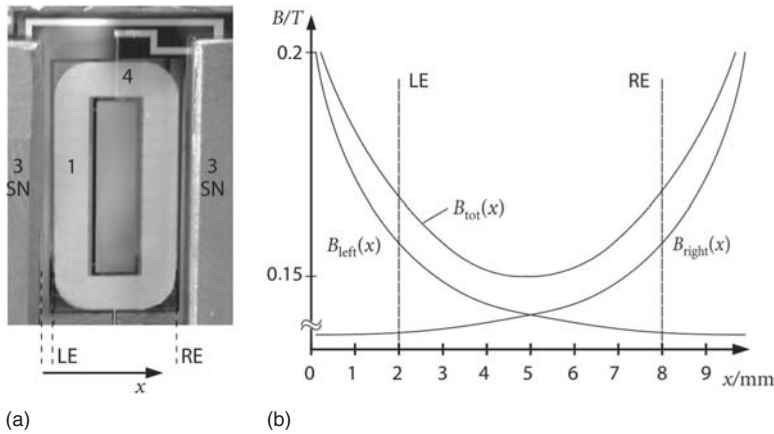 4
3
SN
1
3
SN
LE
RE
x
(a)
B/T
0.2
LE
RE
B_tot(x)
B_left(x)
B_right(x)
0.15
0 1 2 3 4 5 6 7 8 9 x/mm
(b)